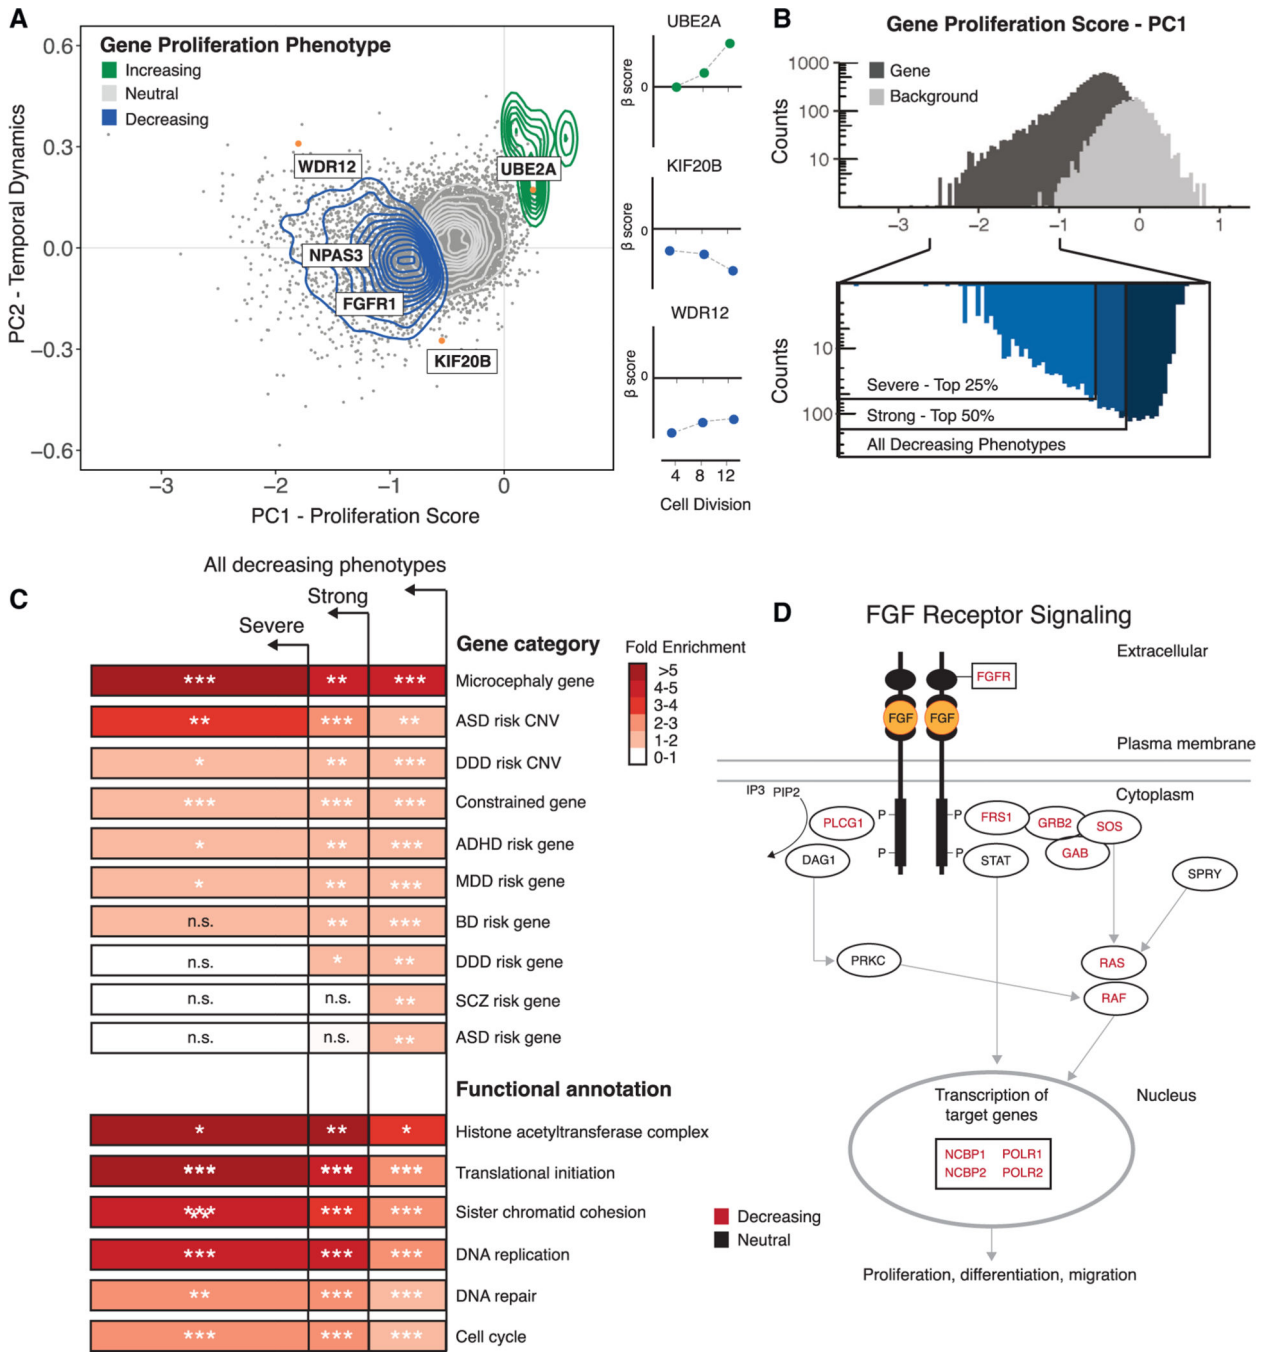 A
Gene Proliferation Phenotype
Increasing
Neutral
Decreasing
PC2 - Temporal Dynamics
0.6
0.3
0.0
−0.3
−0.6
WDR12
UBE2A
NPAS3
FGFR1
KIF20B
−3
−2
−1
0
PC1 - Proliferation Score
UBE2A
β score
0
KIF20B
β score
0
WDR12
β score
0
4 8 12
Cell Division
B
Gene Proliferation Score - PC1
Gene
Background
Counts
1000
100
10
−3
−2
−1
0
1
Counts
10
100
Severe - Top 25%
Strong - Top 50%
All Decreasing Phenotypes
C
All decreasing phenotypes
Strong
Severe
Gene category
*** ** *** Microcephaly gene
** *** ** ASD risk CNV
* ** *** DDD risk CNV
*** *** *** Constrained gene
* ** *** ADHD risk gene
* ** *** MDD risk gene
n.s. ** *** BD risk gene
n.s. * ** DDD risk gene
n.s. n.s. ** SCZ risk gene
n.s. n.s. ** ASD risk gene
Fold Enrichment
>5
4-5
3-4
2-3
1-2
0-1
Functional annotation
* ** * Histone acetyltransferase complex
*** *** *** Translational initiation
*** ** *** *** Sister chromatid cohesion
*** *** *** DNA replication
** *** *** DNA repair
*** *** *** Cell cycle
D
FGF Receptor Signaling
Extracellular
FGFR
FGF
FGF
Plasma membrane
Cytoplasm
IP3 PIP2
PLCG1
P
P
P
P
DAG1
FRS1
STAT
GRB2
GAB
SOS
SPRY
PRKC
RAS
RAF
Nucleus
Transcription of
target genes
NCBP1 POLR1
NCBP2 POLR2
Decreasing
Neutral
Proliferation, differentiation, migration